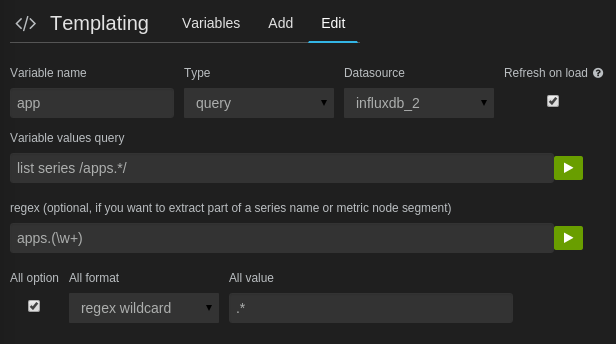 </> Templating Variables Add Edit
Variable name Type Datasource Refresh on load ?
app query influxdb_2
Variable values query
list series /apps.*/
regex (optional, if you want to extract part of a series name or metric node segment)
apps.(\w+)
All option All format All value
regex wildcard .*